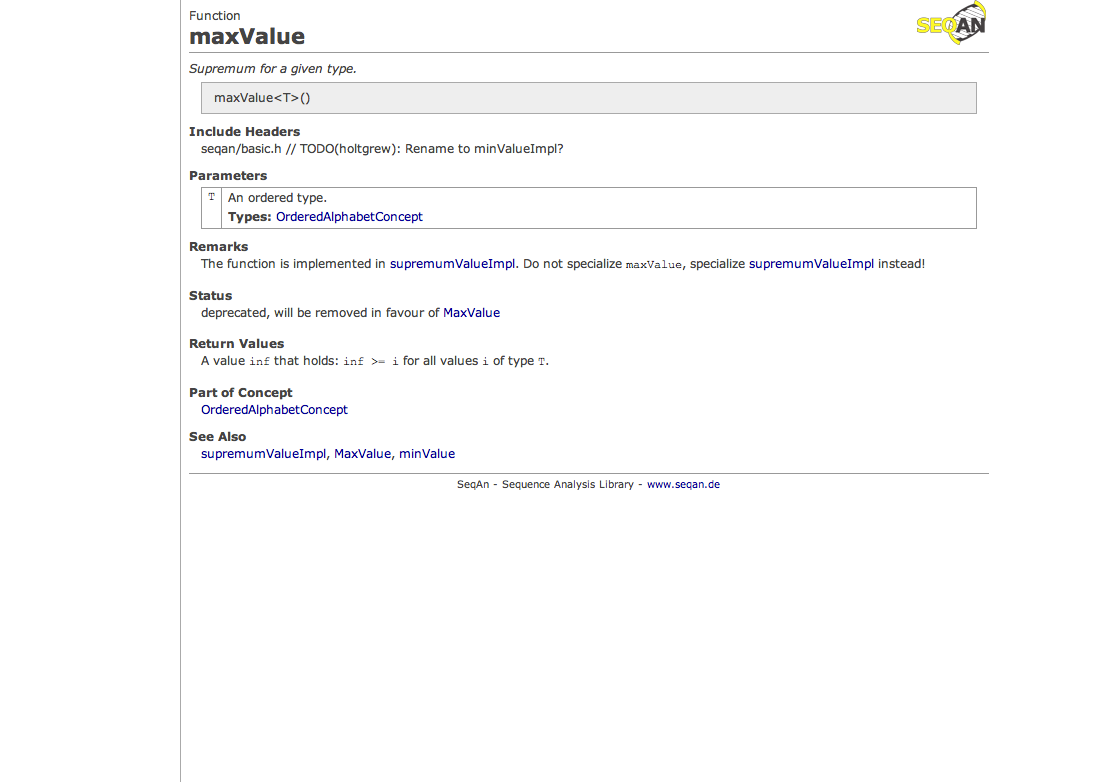 Function
SEQAN
maxValue
Supremum for a given type.
maxValue<T>()
Include Headers
seqan/basic.h // TODO(holtgrew): Rename to minValueImpl?
Parameters
T An ordered type.
Types: OrderedAlphabetConcept
Remarks
The function is implemented in supremumValueImpl. Do not specialize maxValue, specialize supremumValueImpl instead!
Status
deprecated, will be removed in favour of MaxValue
Return Values
A value inf that holds: inf >= i for all values i of type T.
Part of Concept
OrderedAlphabetConcept
See Also
supremumValueImpl, MaxValue, minValue
SeqAn - Sequence Analysis Library - www.seqan.de